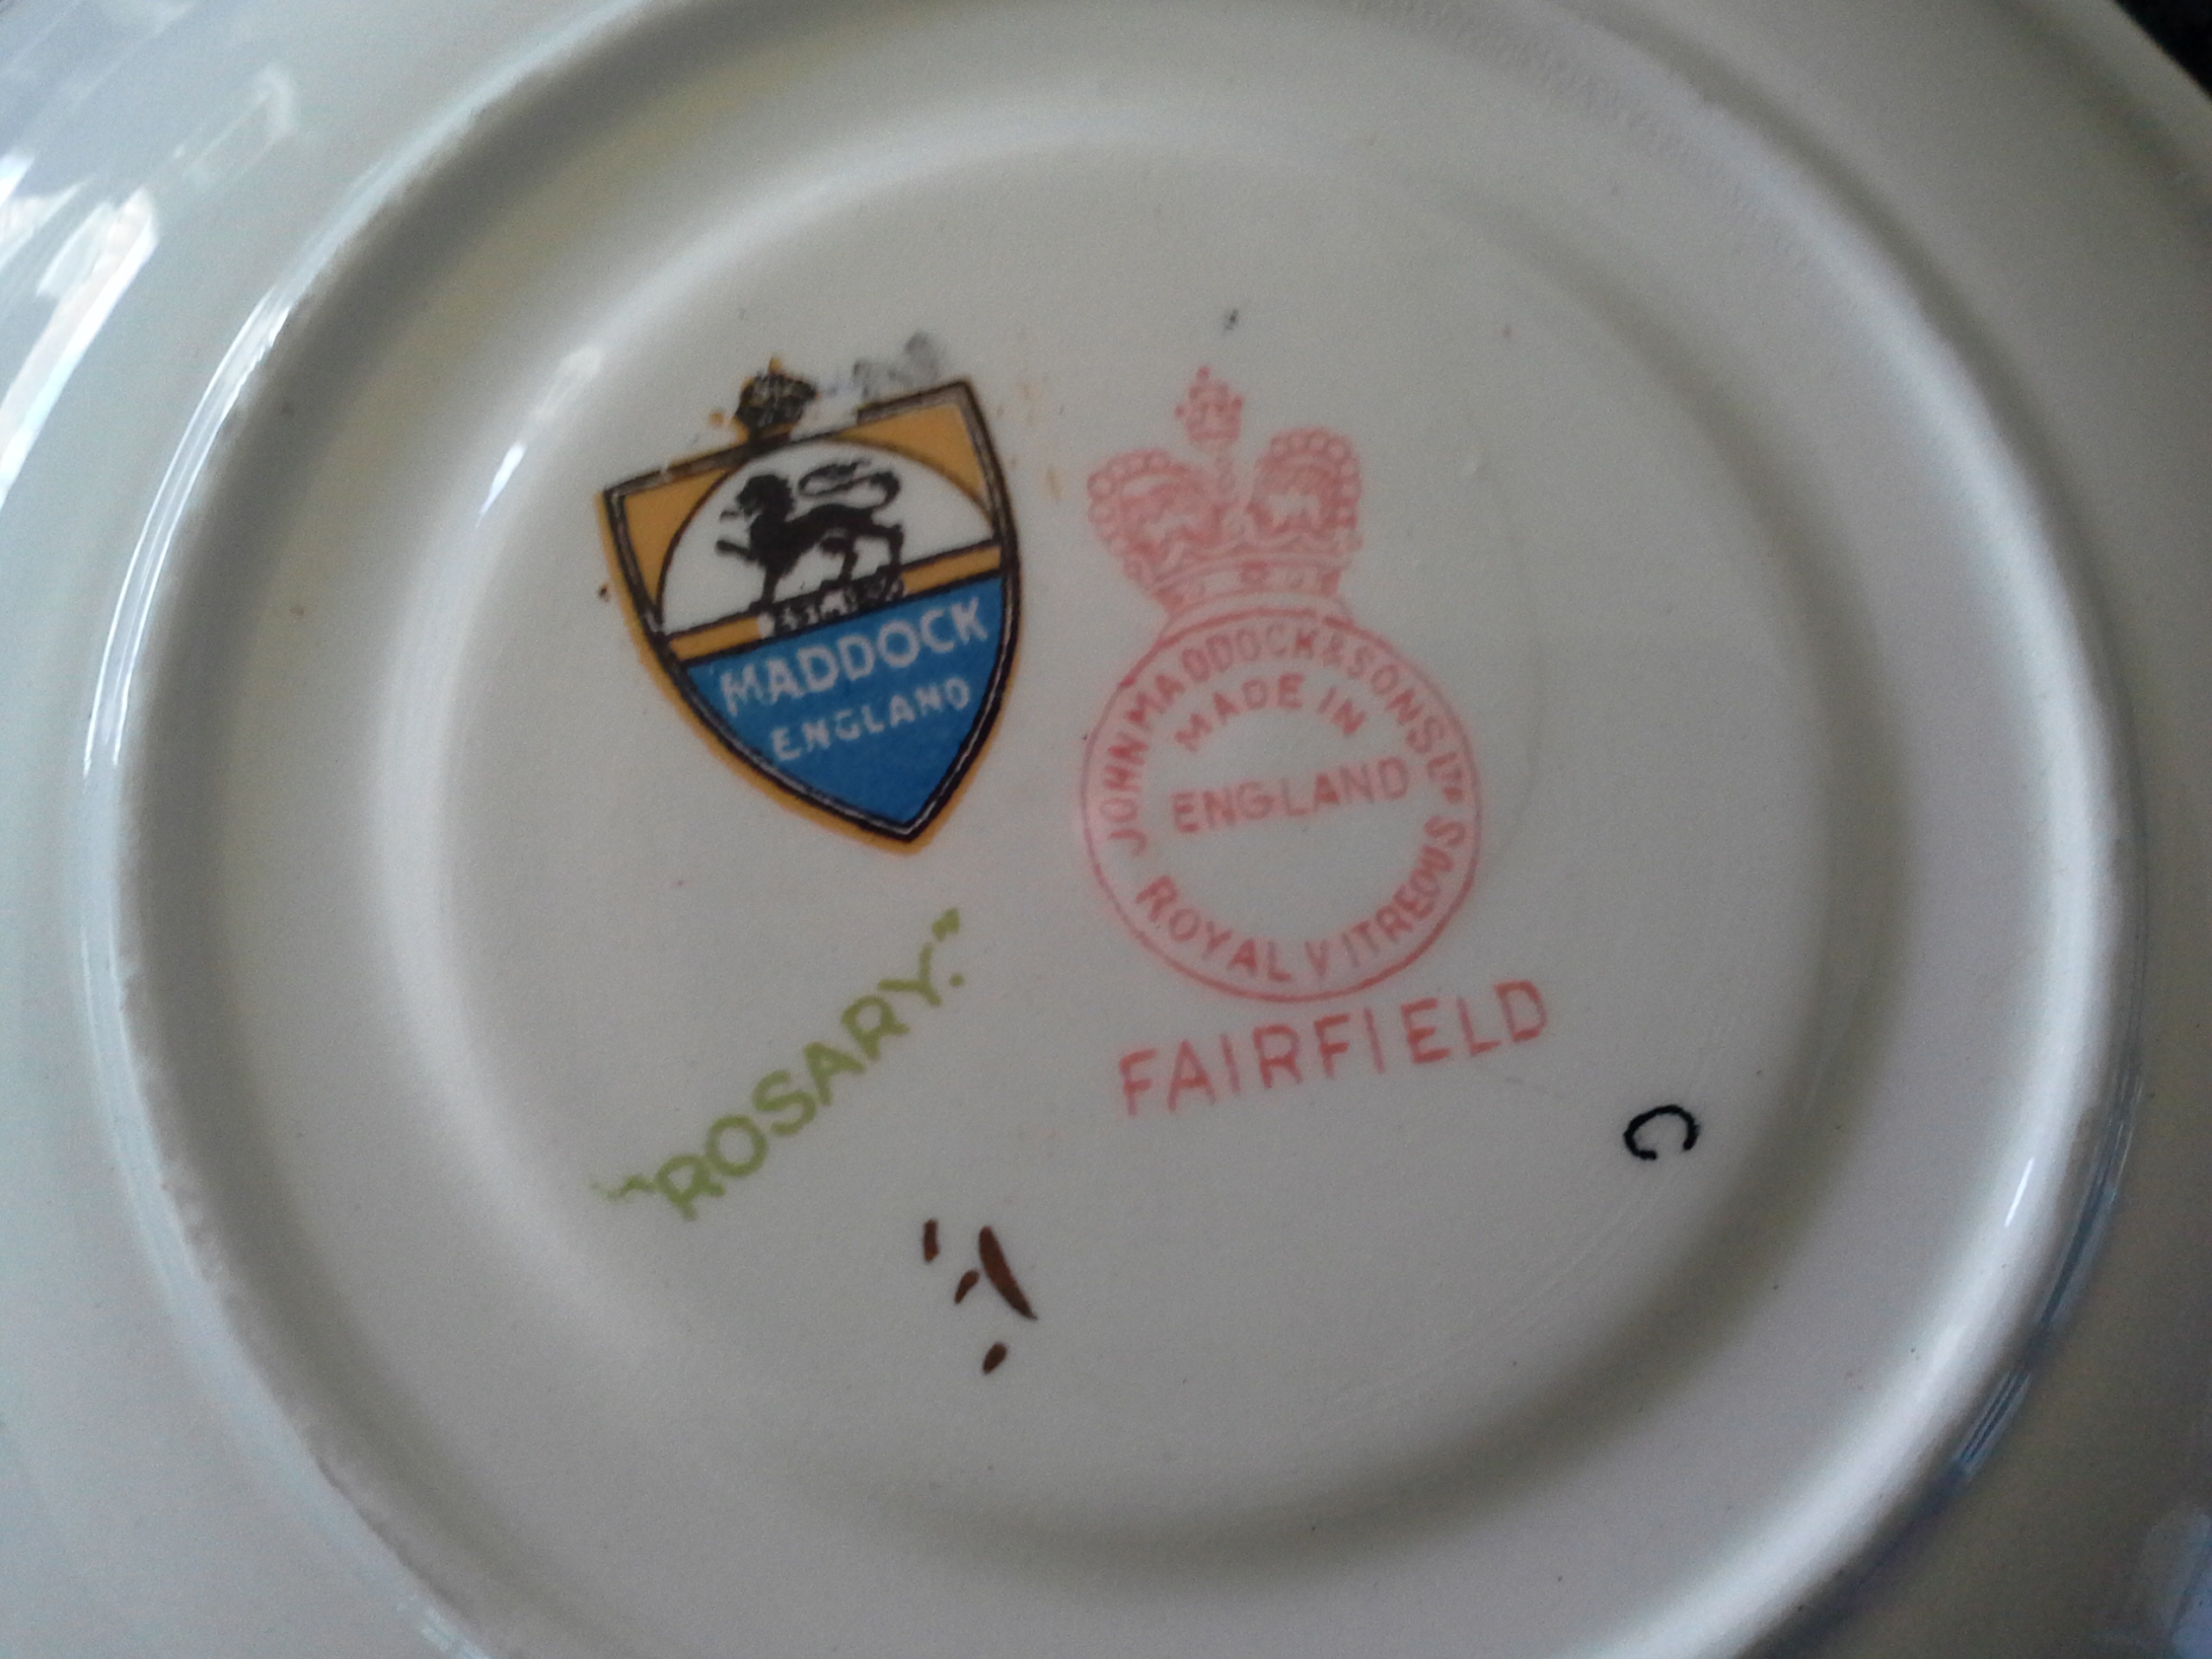 MADDOCK
ENGLAND
JOHN MADDOCK & SONS LTD
MADE IN
ENGLAND
ROYAL VITREOUS
FAIRFIELD
"ROSARY."
C